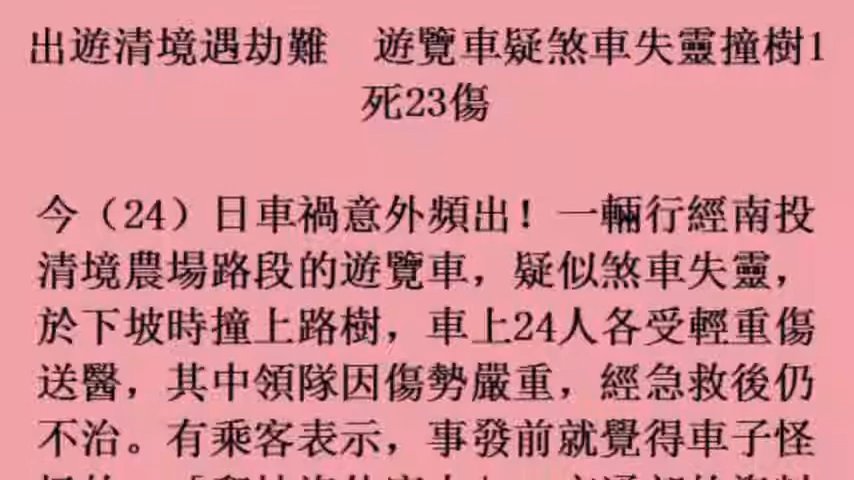 出遊清境遇劫難　遊覽車疑煞車失靈撞樹1
死23傷
今（24）日車禍意外頻出！一輛行經南投
清境農場路段的遊覽車，疑似煞車失靈，
於下坡時撞上路樹，車上24人各受輕重傷
送醫，其中領隊因傷勢嚴重，經急救後仍
不治。有乘客表示，事發前就覺得車子怪